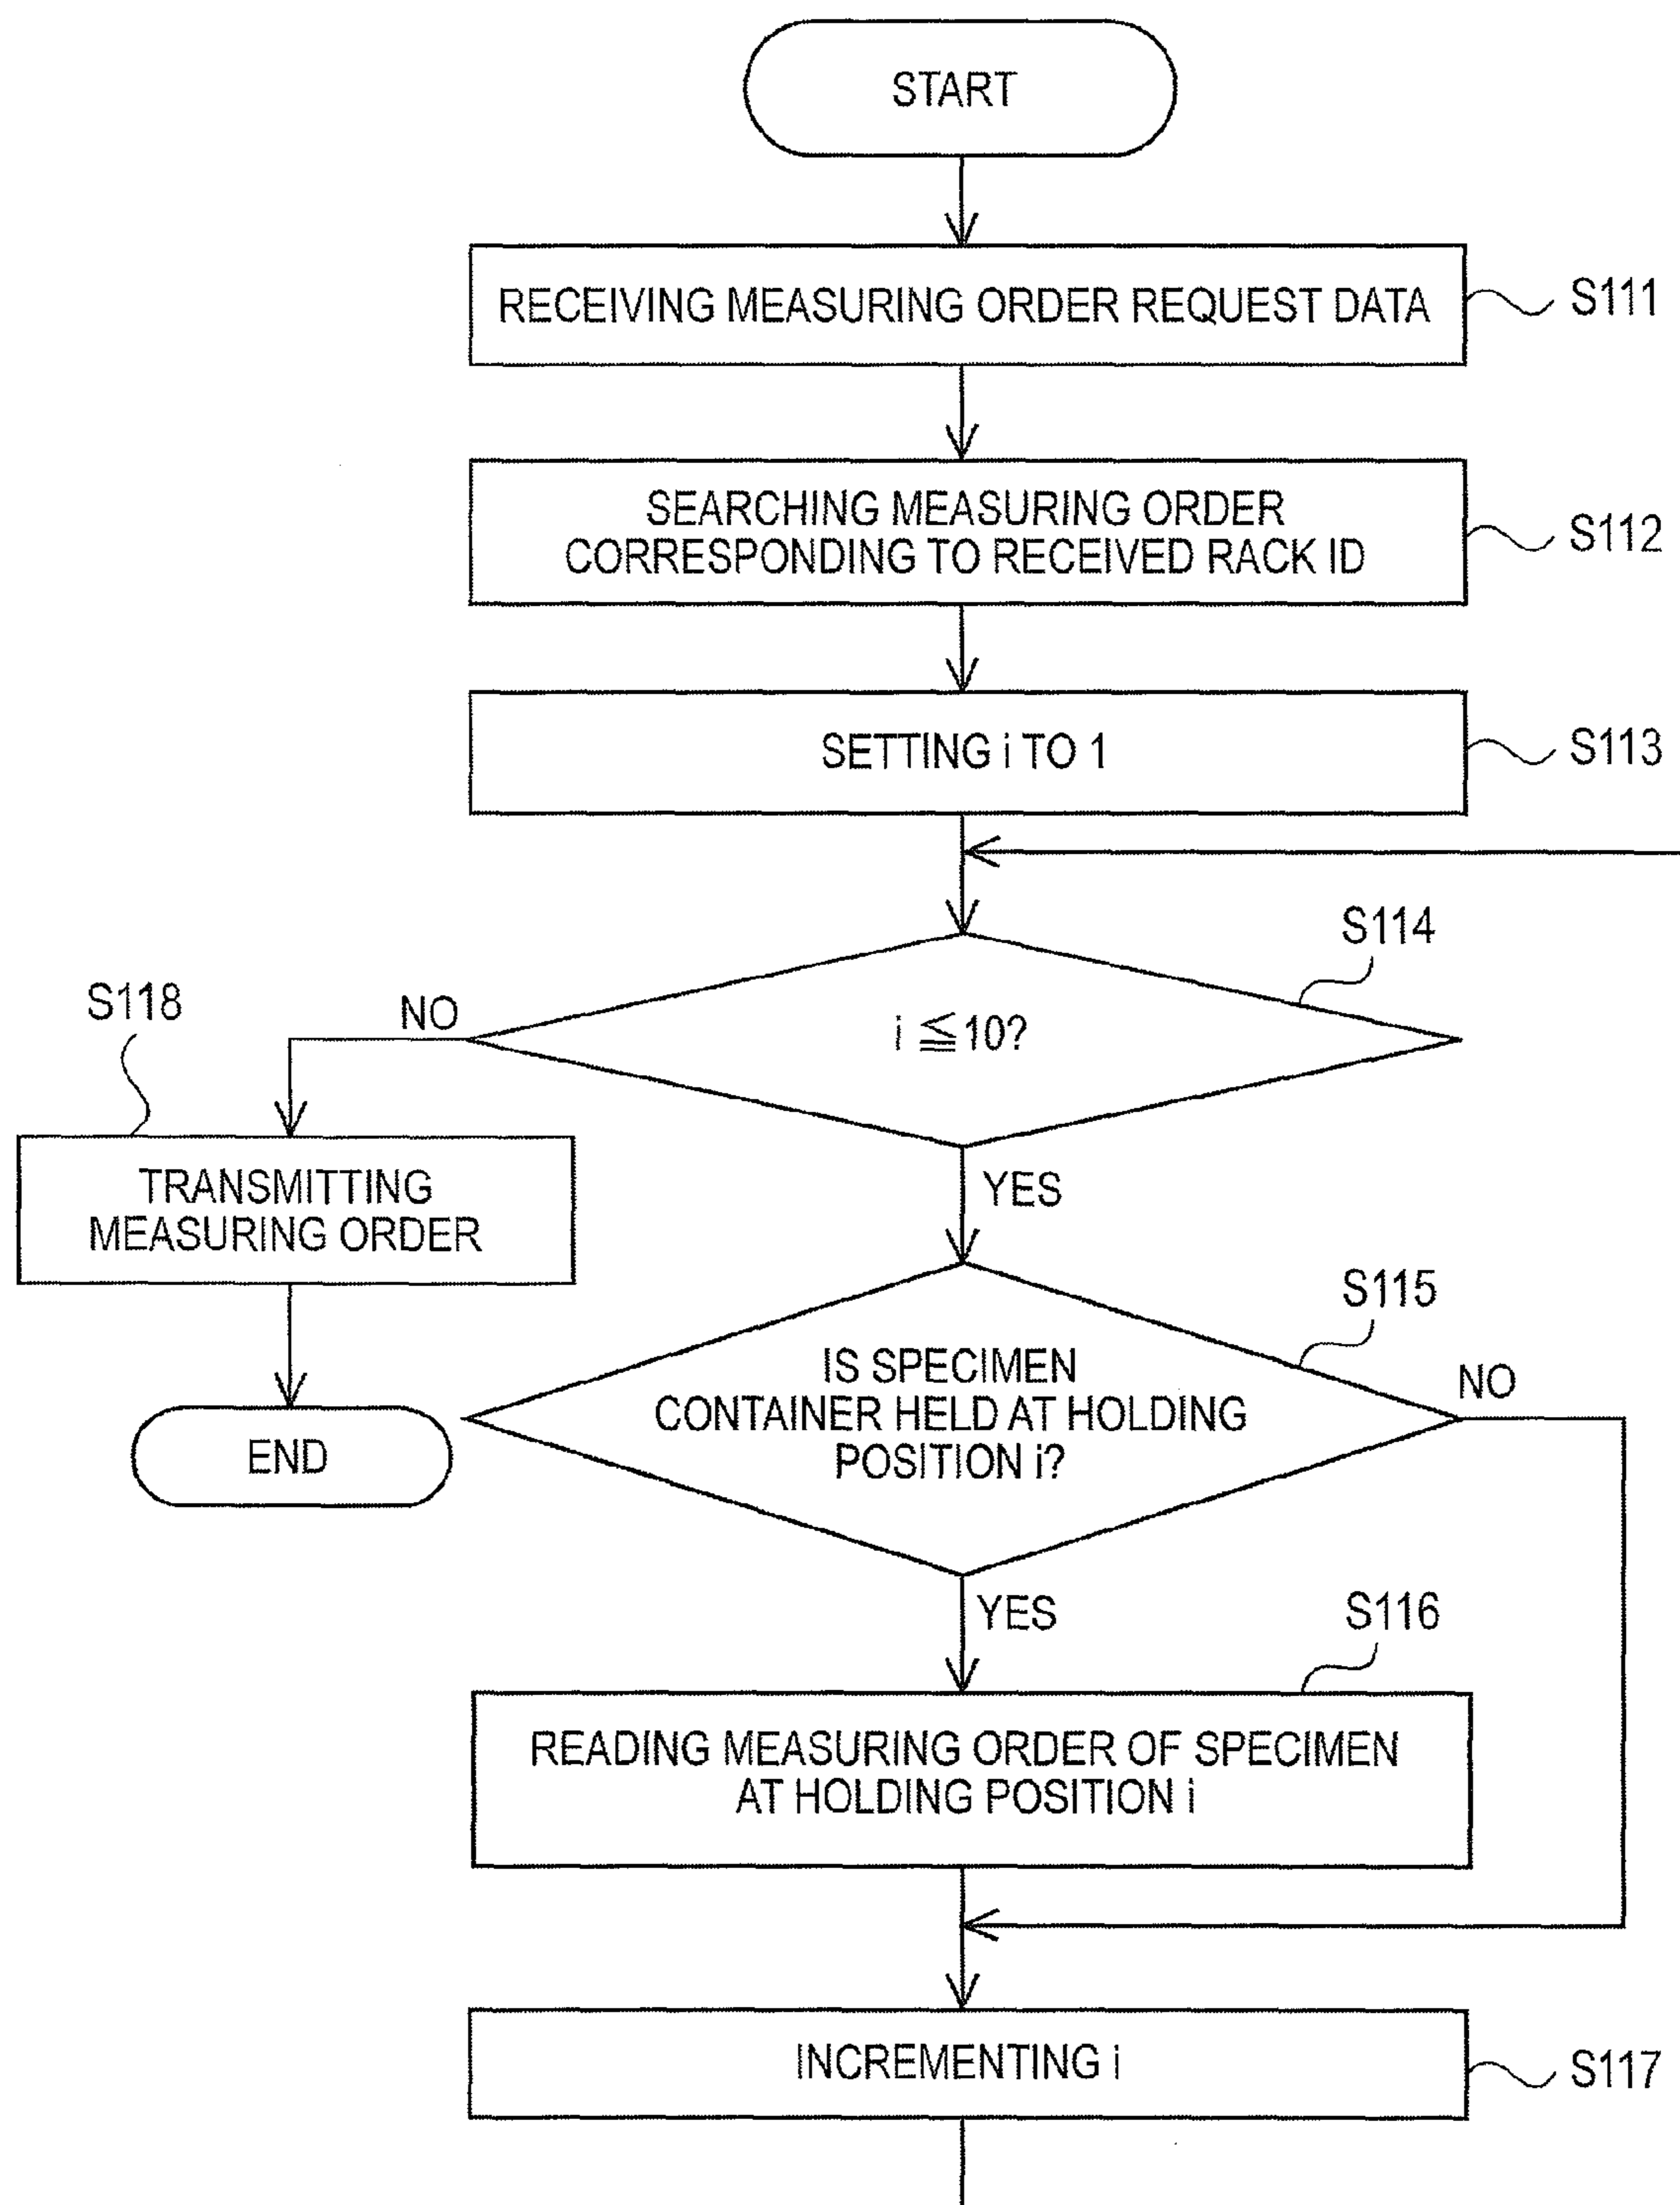 START
RECEIVING MEASURING ORDER REQUEST DATA
S111
SEARCHING MEASURING ORDER
CORRESPONDING TO RECEIVED RACK ID
S112
SETTING i TO 1
S113
S114
i ≦ 10?
NO
S118
TRANSMITTING
MEASURING ORDER
END
YES
S115
IS SPECIMEN
CONTAINER HELD AT HOLDING
POSITION i?
NO
YES
S116
READING MEASURING ORDER OF SPECIMEN
AT HOLDING POSITION i
INCREMENTING i
S117